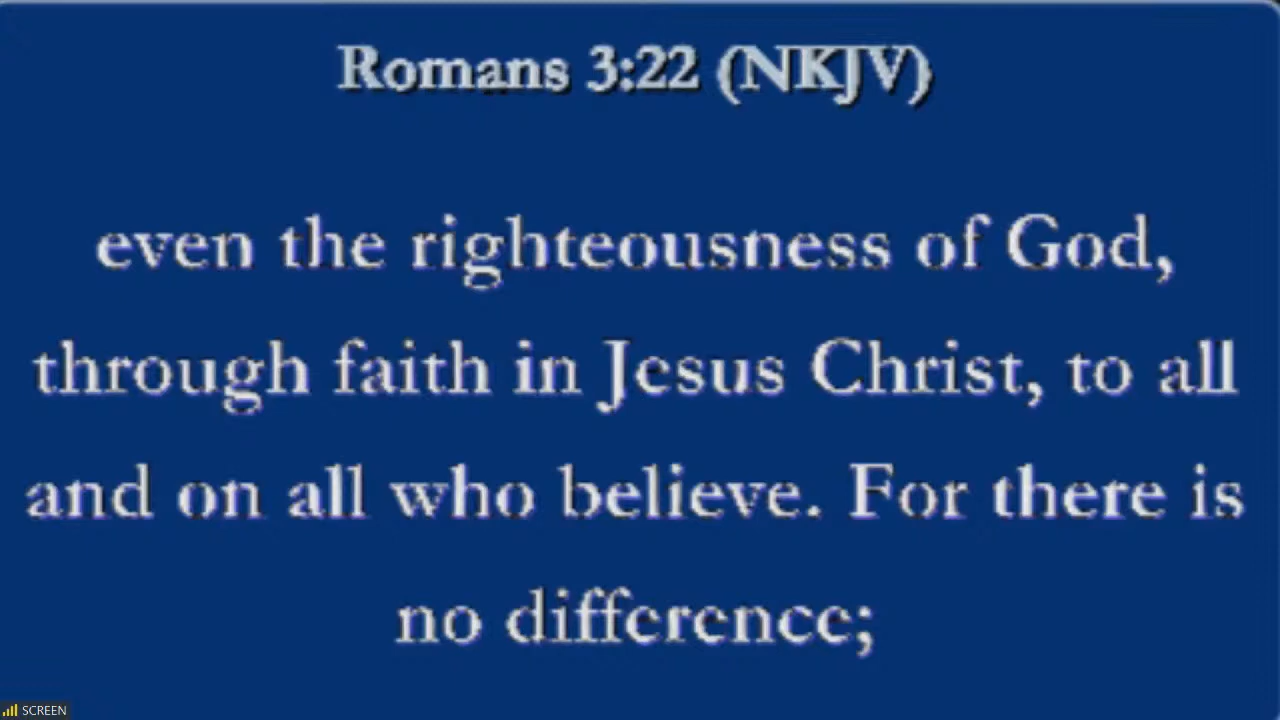 Romans 3:22 (NKJV)
even the righteousness of God,
through faith in Jesus Christ, to all
and on all who believe. For there is
no difference;
SCREEN